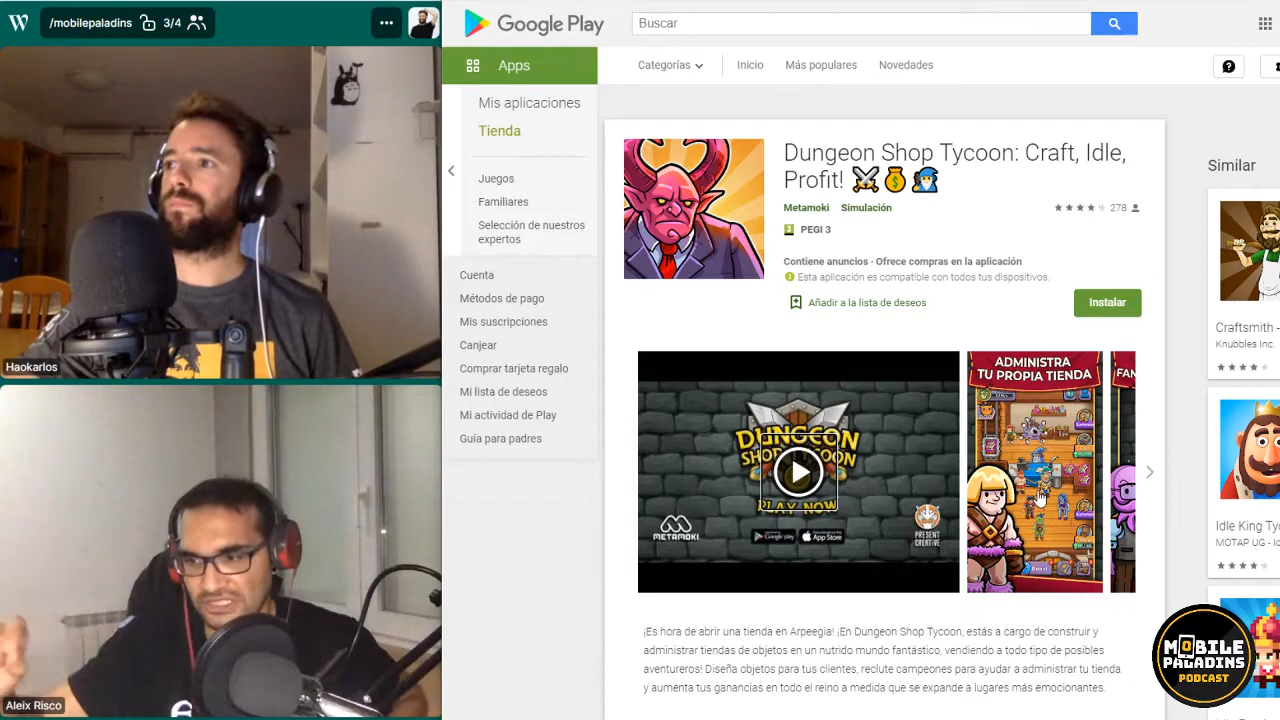 /mobilepaladins 3/4
Haokarlos
Aleix Risco
Google Play
Buscar
Apps
Categorías
Inicio
Más populares
Novedades
Mis aplicaciones
Tienda
Juegos
Familiares
Selección de nuestros
expertos
Cuenta
Métodos de pago
Mis suscripciones
Canjear
Comprar tarjeta regalo
Mi lista de deseos
Mi actividad de Play
Guía para padres
Dungeon Shop Tycoon: Craft, Idle,
Profit! ⚔️💰🧙‍♂️
Metamoki Simulación
278
PEGI 3
Contiene anuncios · Ofrece compras en la aplicación
Esta aplicación es compatible con todos tus dispositivos.
Añadir a la lista de deseos
Instalar
DUNGEON
SHOP TYCOON
PLAY NOW
METAMOKI
Google play
App Store
PRESENT
CREATIVE
ADMINISTRA
TU PROPIA TIENDA
¡Es hora de abrir una tienda en Arpeegia! ¡En Dungeon Shop Tycoon, estás a cargo de construir y
administrar tiendas de objetos en un nutrido mundo fantástico, vendiendo a todo tipo de posibles
aventureros! Diseña objetos para tus clientes, reclute campeones para ayudar a administrar tu tienda
y aumenta tus ganancias en todo el reino a medida que se expande a lugares más emocionantes.
Similar
Craftsmith -
Knubbles Inc.
Idle King Ty
MOTAP UG - Id
MOBILE
PALADINS
PODCAST